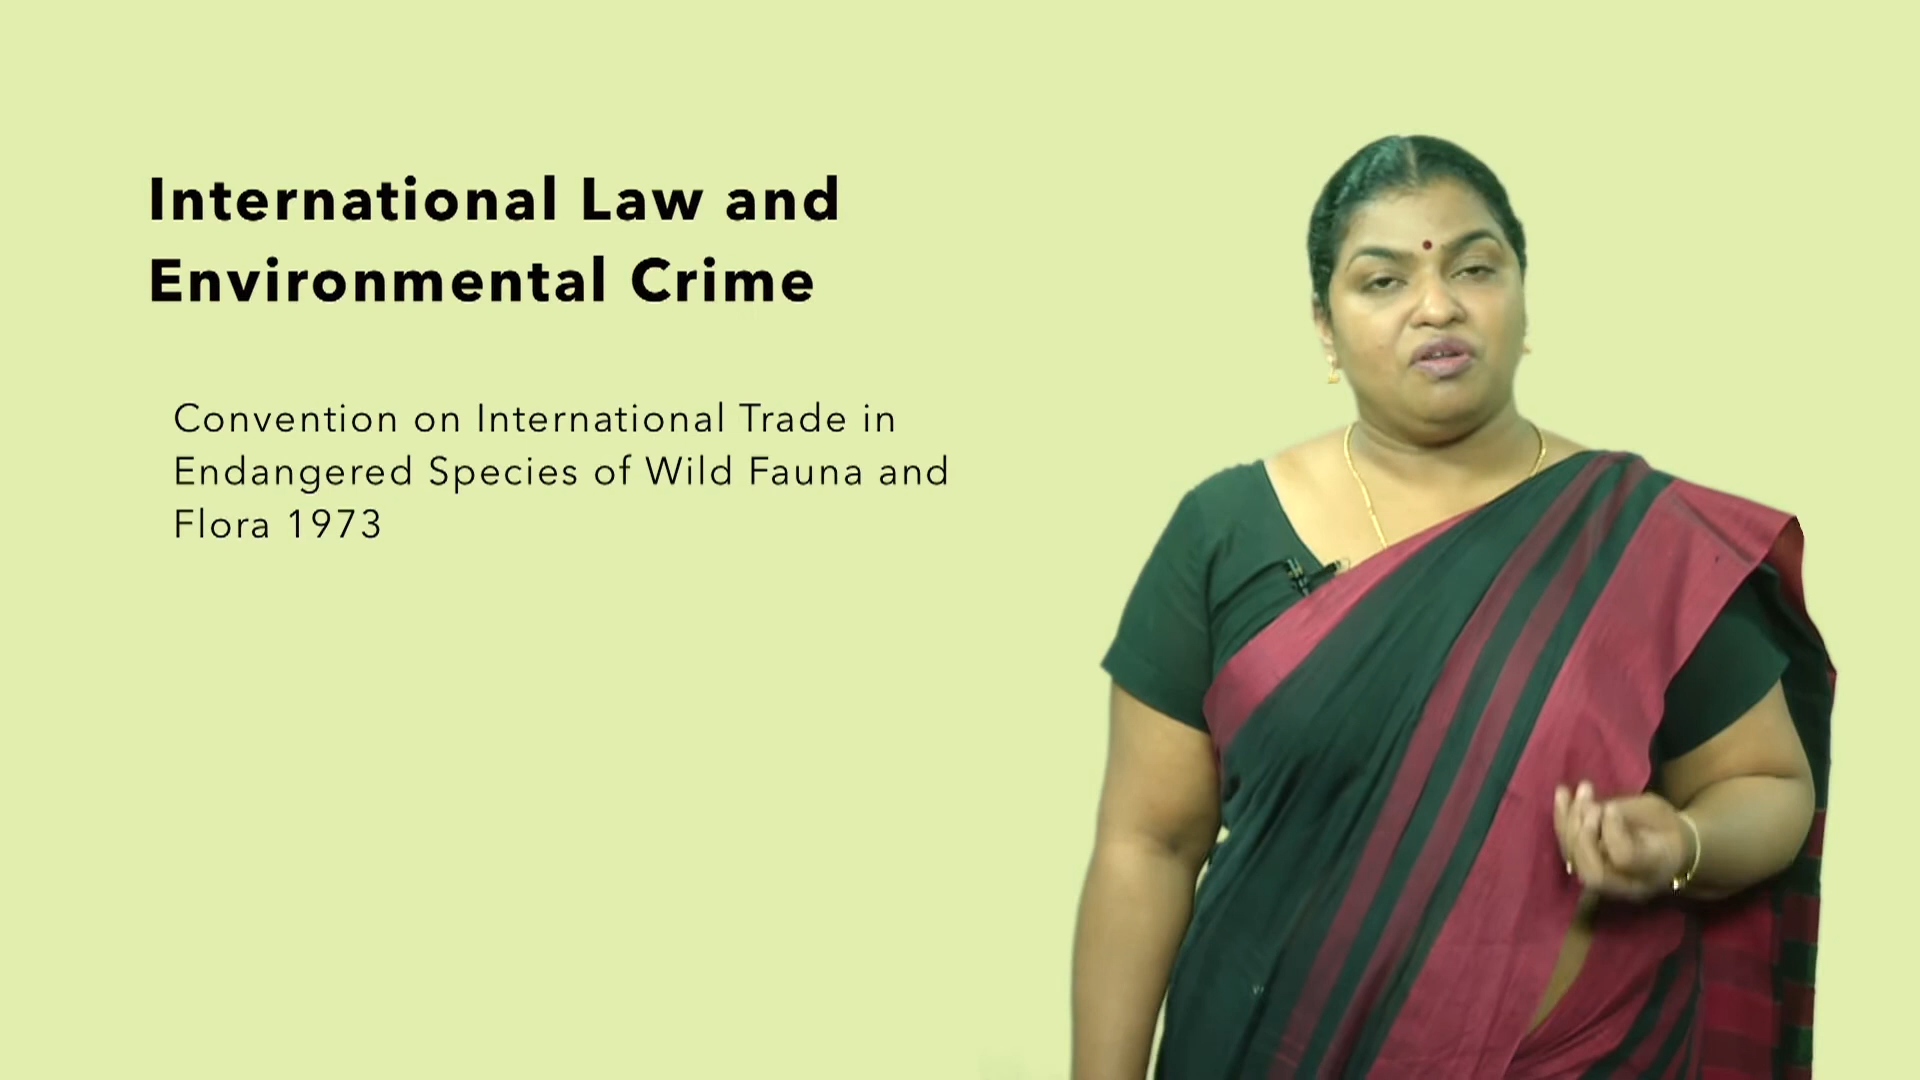 International Law and
Environmental Crime
Convention on International Trade in
Endangered Species of Wild Fauna and
Flora 1973